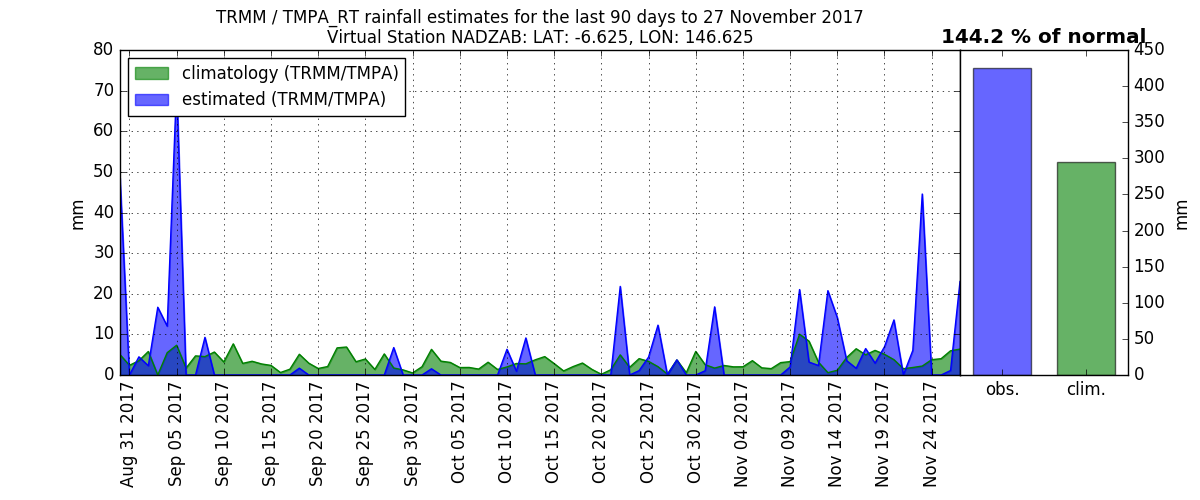 TRMM / TMPA_RT rainfall estimates for the last 90 days to 27 November 2017
Virtual Station NADZAB: LAT: -6.625, LON: 146.625
144.2 % of normal
climatology (TRMM/TMPA)
estimated (TRMM/TMPA)
mm
80
70
60
50
40
30
20
10
0
Aug 31 2017
Sep 05 2017
Sep 10 2017
Sep 15 2017
Sep 20 2017
Sep 25 2017
Sep 30 2017
Oct 05 2017
Oct 10 2017
Oct 15 2017
Oct 20 2017
Oct 25 2017
Oct 30 2017
Nov 04 2017
Nov 09 2017
Nov 14 2017
Nov 19 2017
Nov 24 2017
450
400
350
300
250
200
150
100
50
0
mm
obs.
clim.